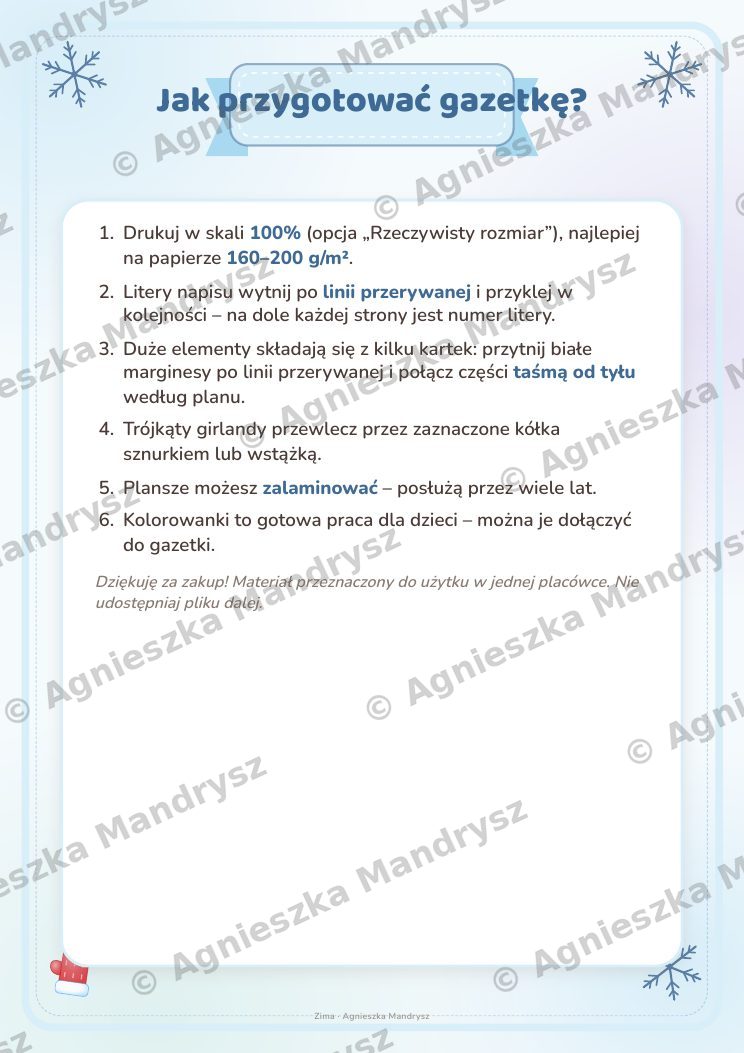 Jak przygotować gazetkę?
1. Drukuj w skali 100% (opcja „Rzeczywisty rozmiar”), najlepiej
na papierze 160–200 g/m².
2. Litery napisu wytnij po linii przerywanej i przyklej w
kolejności – na dole każdej strony jest numer litery.
3. Duże elementy składają się z kilku kartek: przytnij białe
marginesy po linii przerywanej i połącz części taśmą od tyłu
według planu.
4. Trójkąty girlandy przewlecz przez zaznaczone kółka
sznurkiem lub wstążką.
5. Plansze możesz zalaminować – posłużą przez wiele lat.
6. Kolorowanki to gotowa praca dla dzieci – można je dołączyć
do gazetki.
Dziękuję za zakup! Materiał przeznaczony do użytku w jednej placówce. Nie
udostępniaj pliku dalej.
Zima · Agnieszka Mandrysz
© Agnieszka Mandrysz